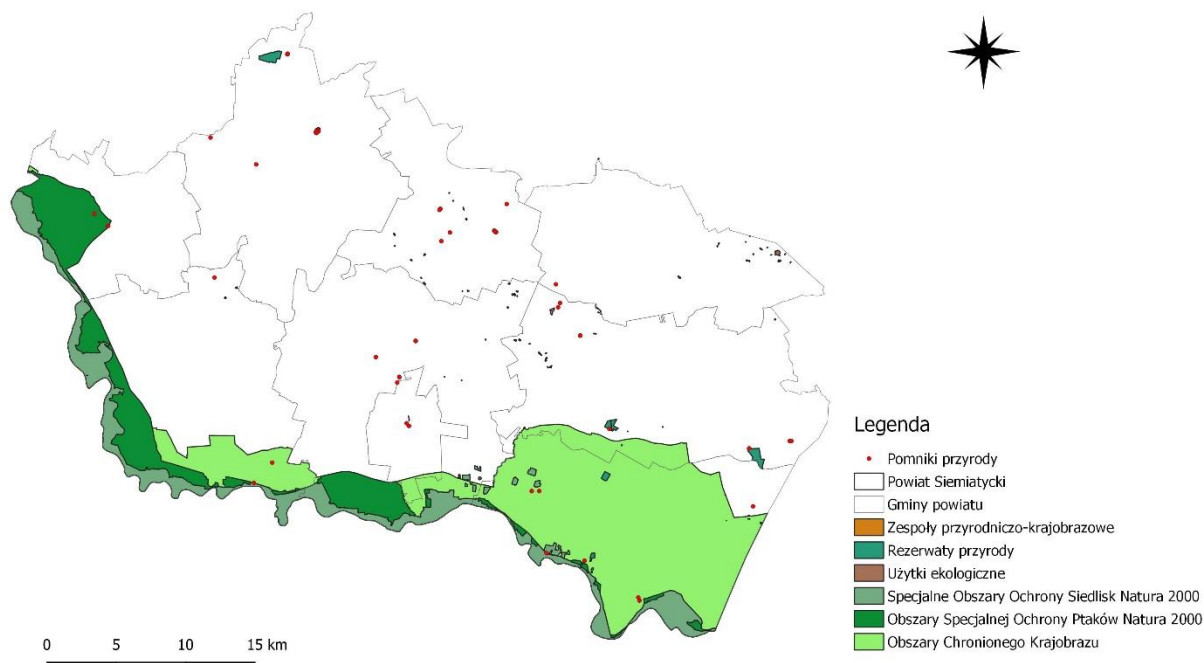 Legenda
Pomniki przyrody
Powiat Siemiatycki
Gminy powiatu
Zespoły przyrodniczo-krajobrazowe
Rezerwaty przyrody
Użytki ekologiczne
Specjalne Obszary Ochrony Siedlisk Natura 2000
Obszary Specjalnej Ochrony Ptaków Natura 2000
Obszary Chronionego Krajobrazu
0 5 10 15 km